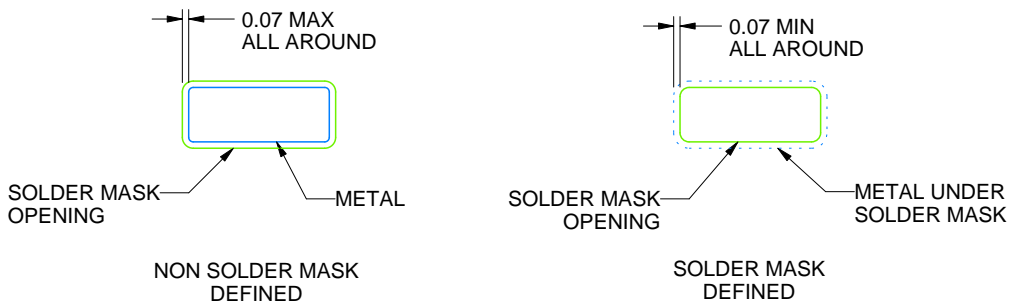 0.07 MAX
ALL AROUND
SOLDER MASK
OPENING
METAL
NON SOLDER MASK
DEFINED
0.07 MIN
ALL AROUND
SOLDER MASK
OPENING
METAL UNDER
SOLDER MASK
SOLDER MASK
DEFINED